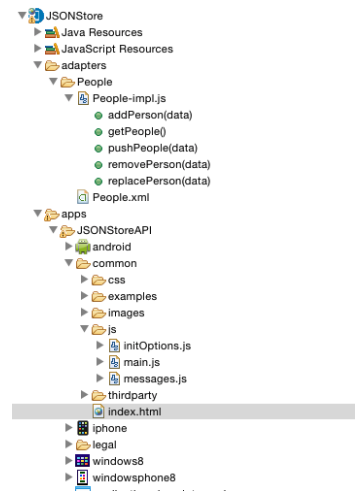 JSONStore
Java Resources
JavaScript Resources
adapters
People
People-impl.js
addPerson(data)
getPeople()
pushPeople(data)
removePerson(data)
replacePerson(data)
People.xml
apps
JSONStoreAPI
android
common
css
examples
images
js
initOptions.js
main.js
messages.js
thirdparty
index.html
iphone
legal
windows8
windowsphone8